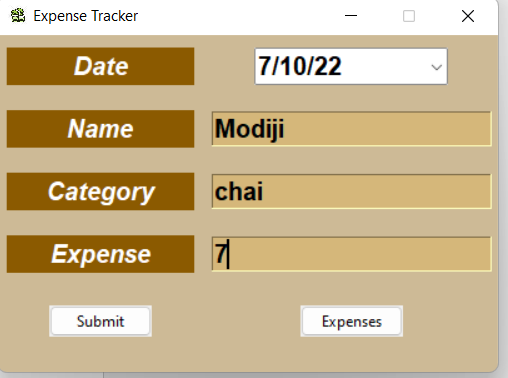 Expense Tracker
Date 7/10/22
Name Modiji
Category chai
Expense 7
Submit Expenses